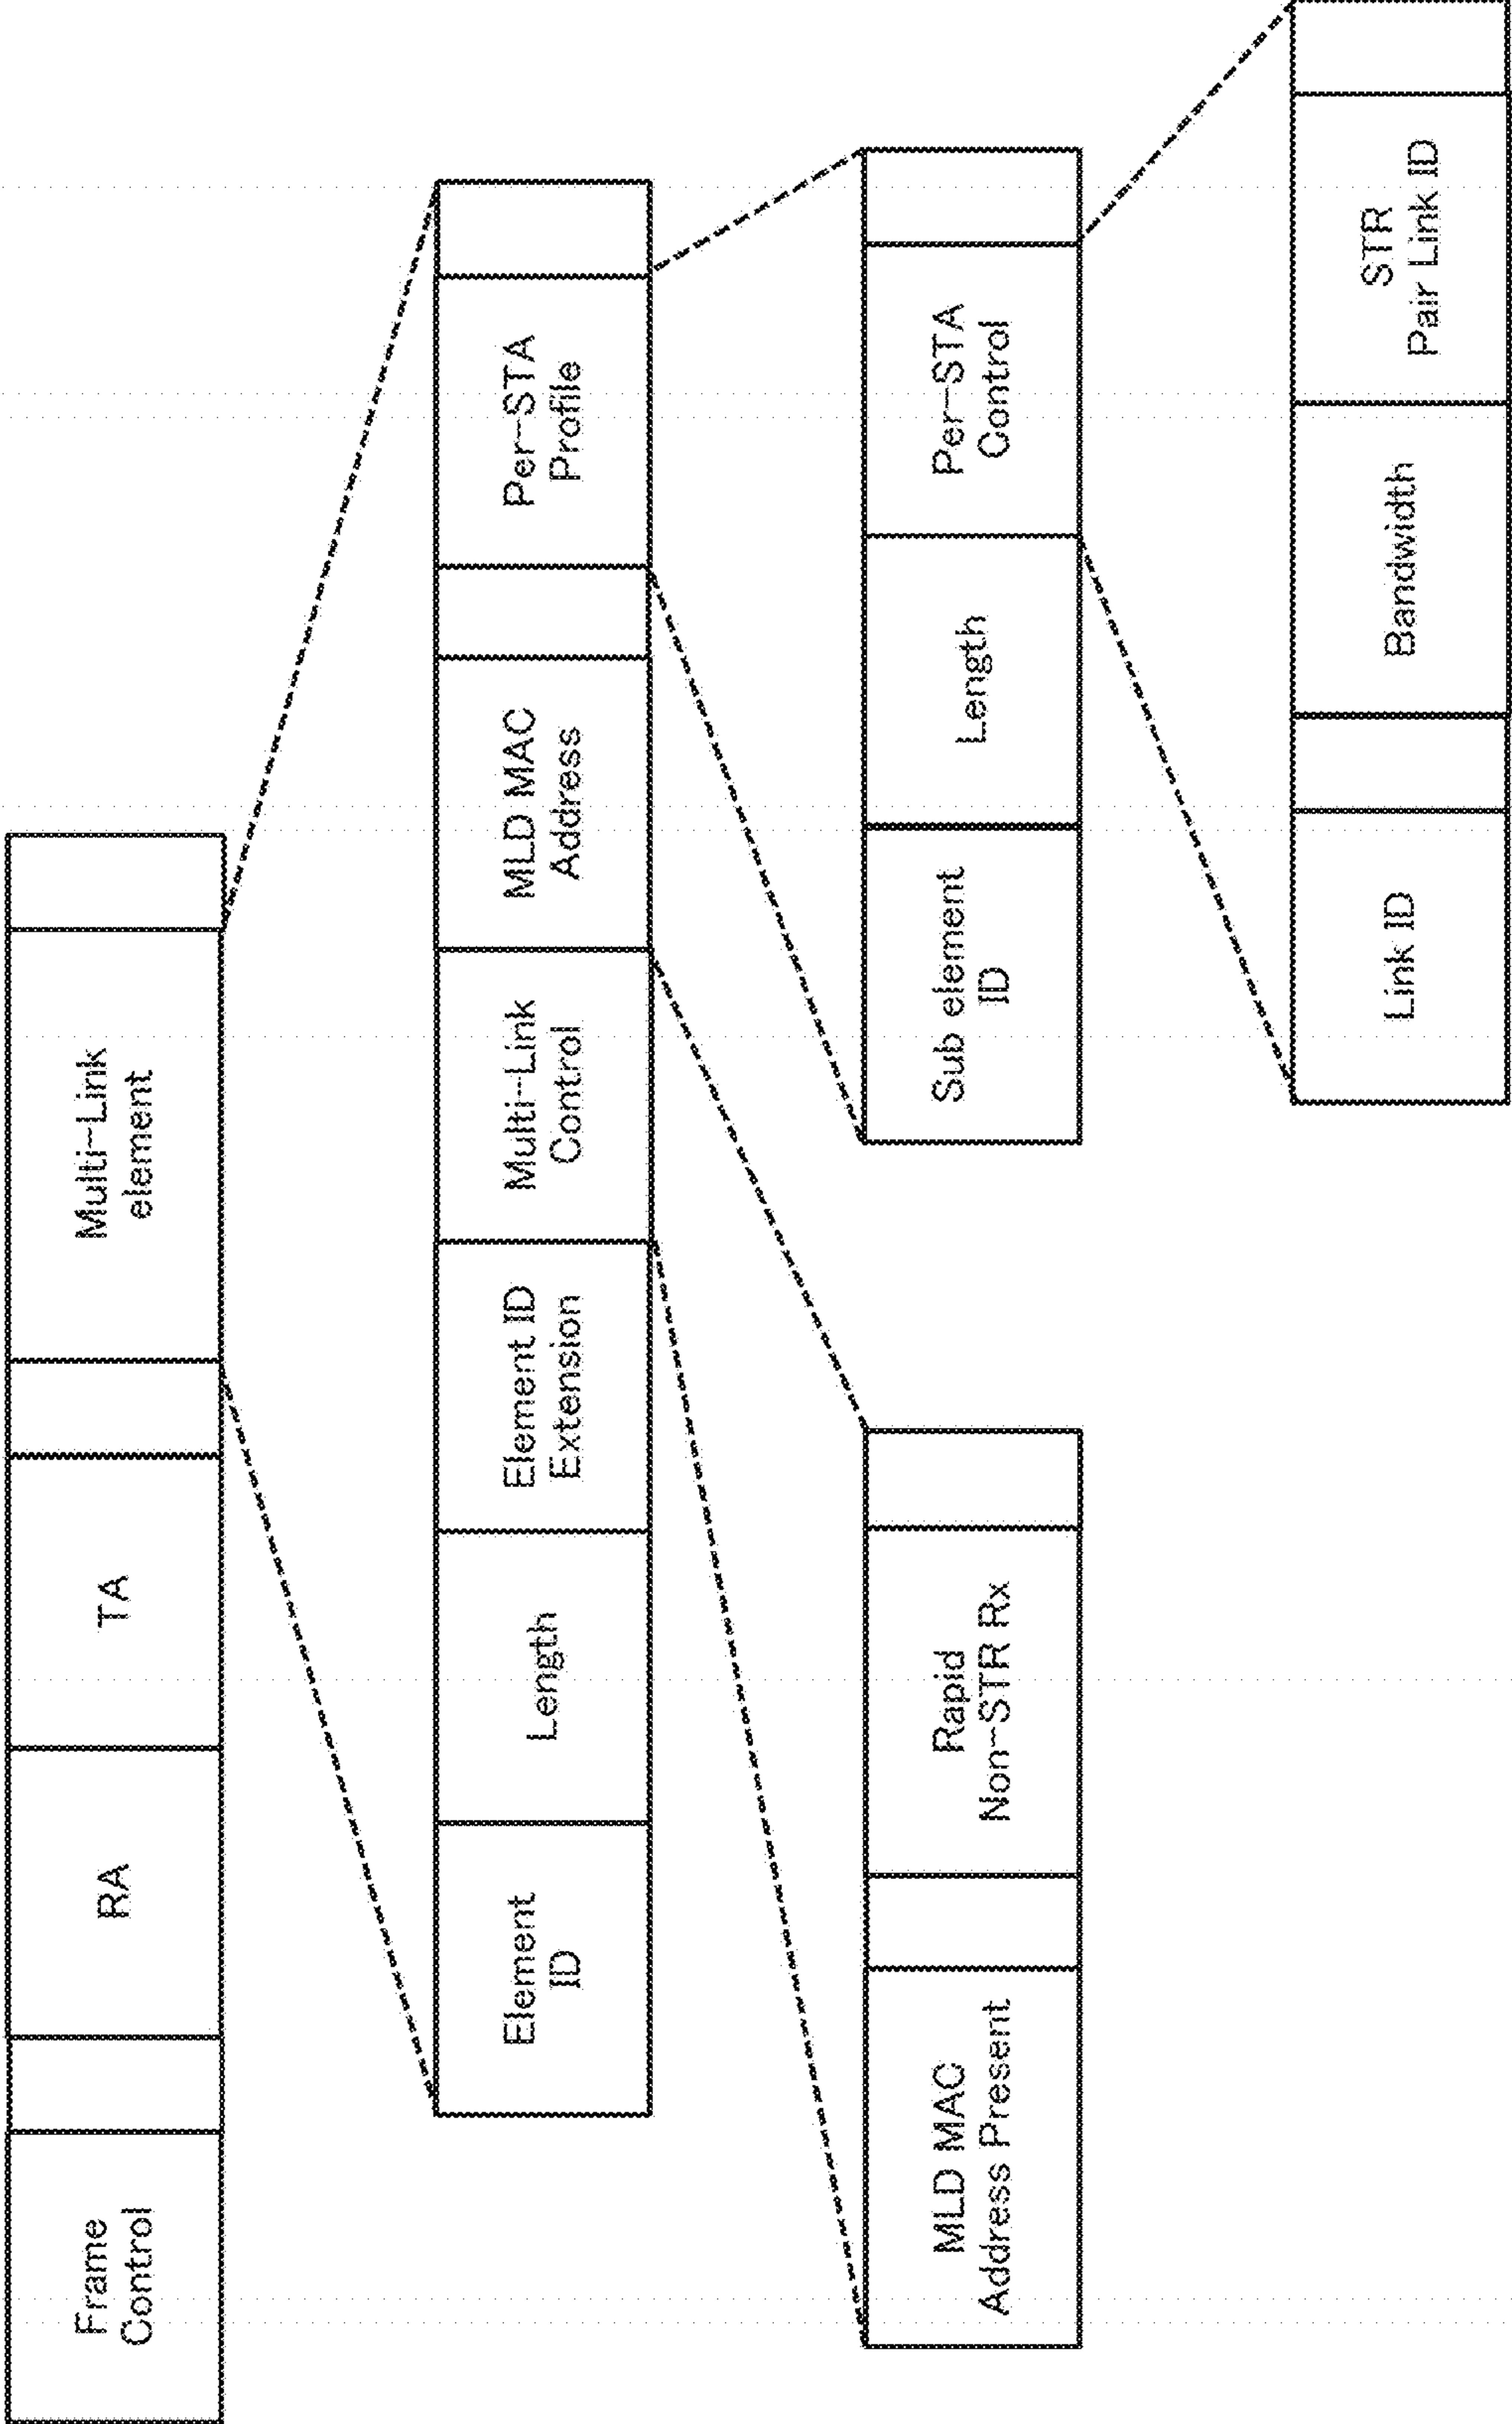 Frame
Control
RA
TA
Multi-Link
element
Element
ID
Length
Element ID
Extension
Multi-Link
Control
MLD MAC
Address
Per-STA
Profile
MLD MAC
Address Present
Rapid
Non-STR Rx
Sub element
ID
Length
Per-STA
Control
Link ID
Bandwidth
STR
Pair Link ID